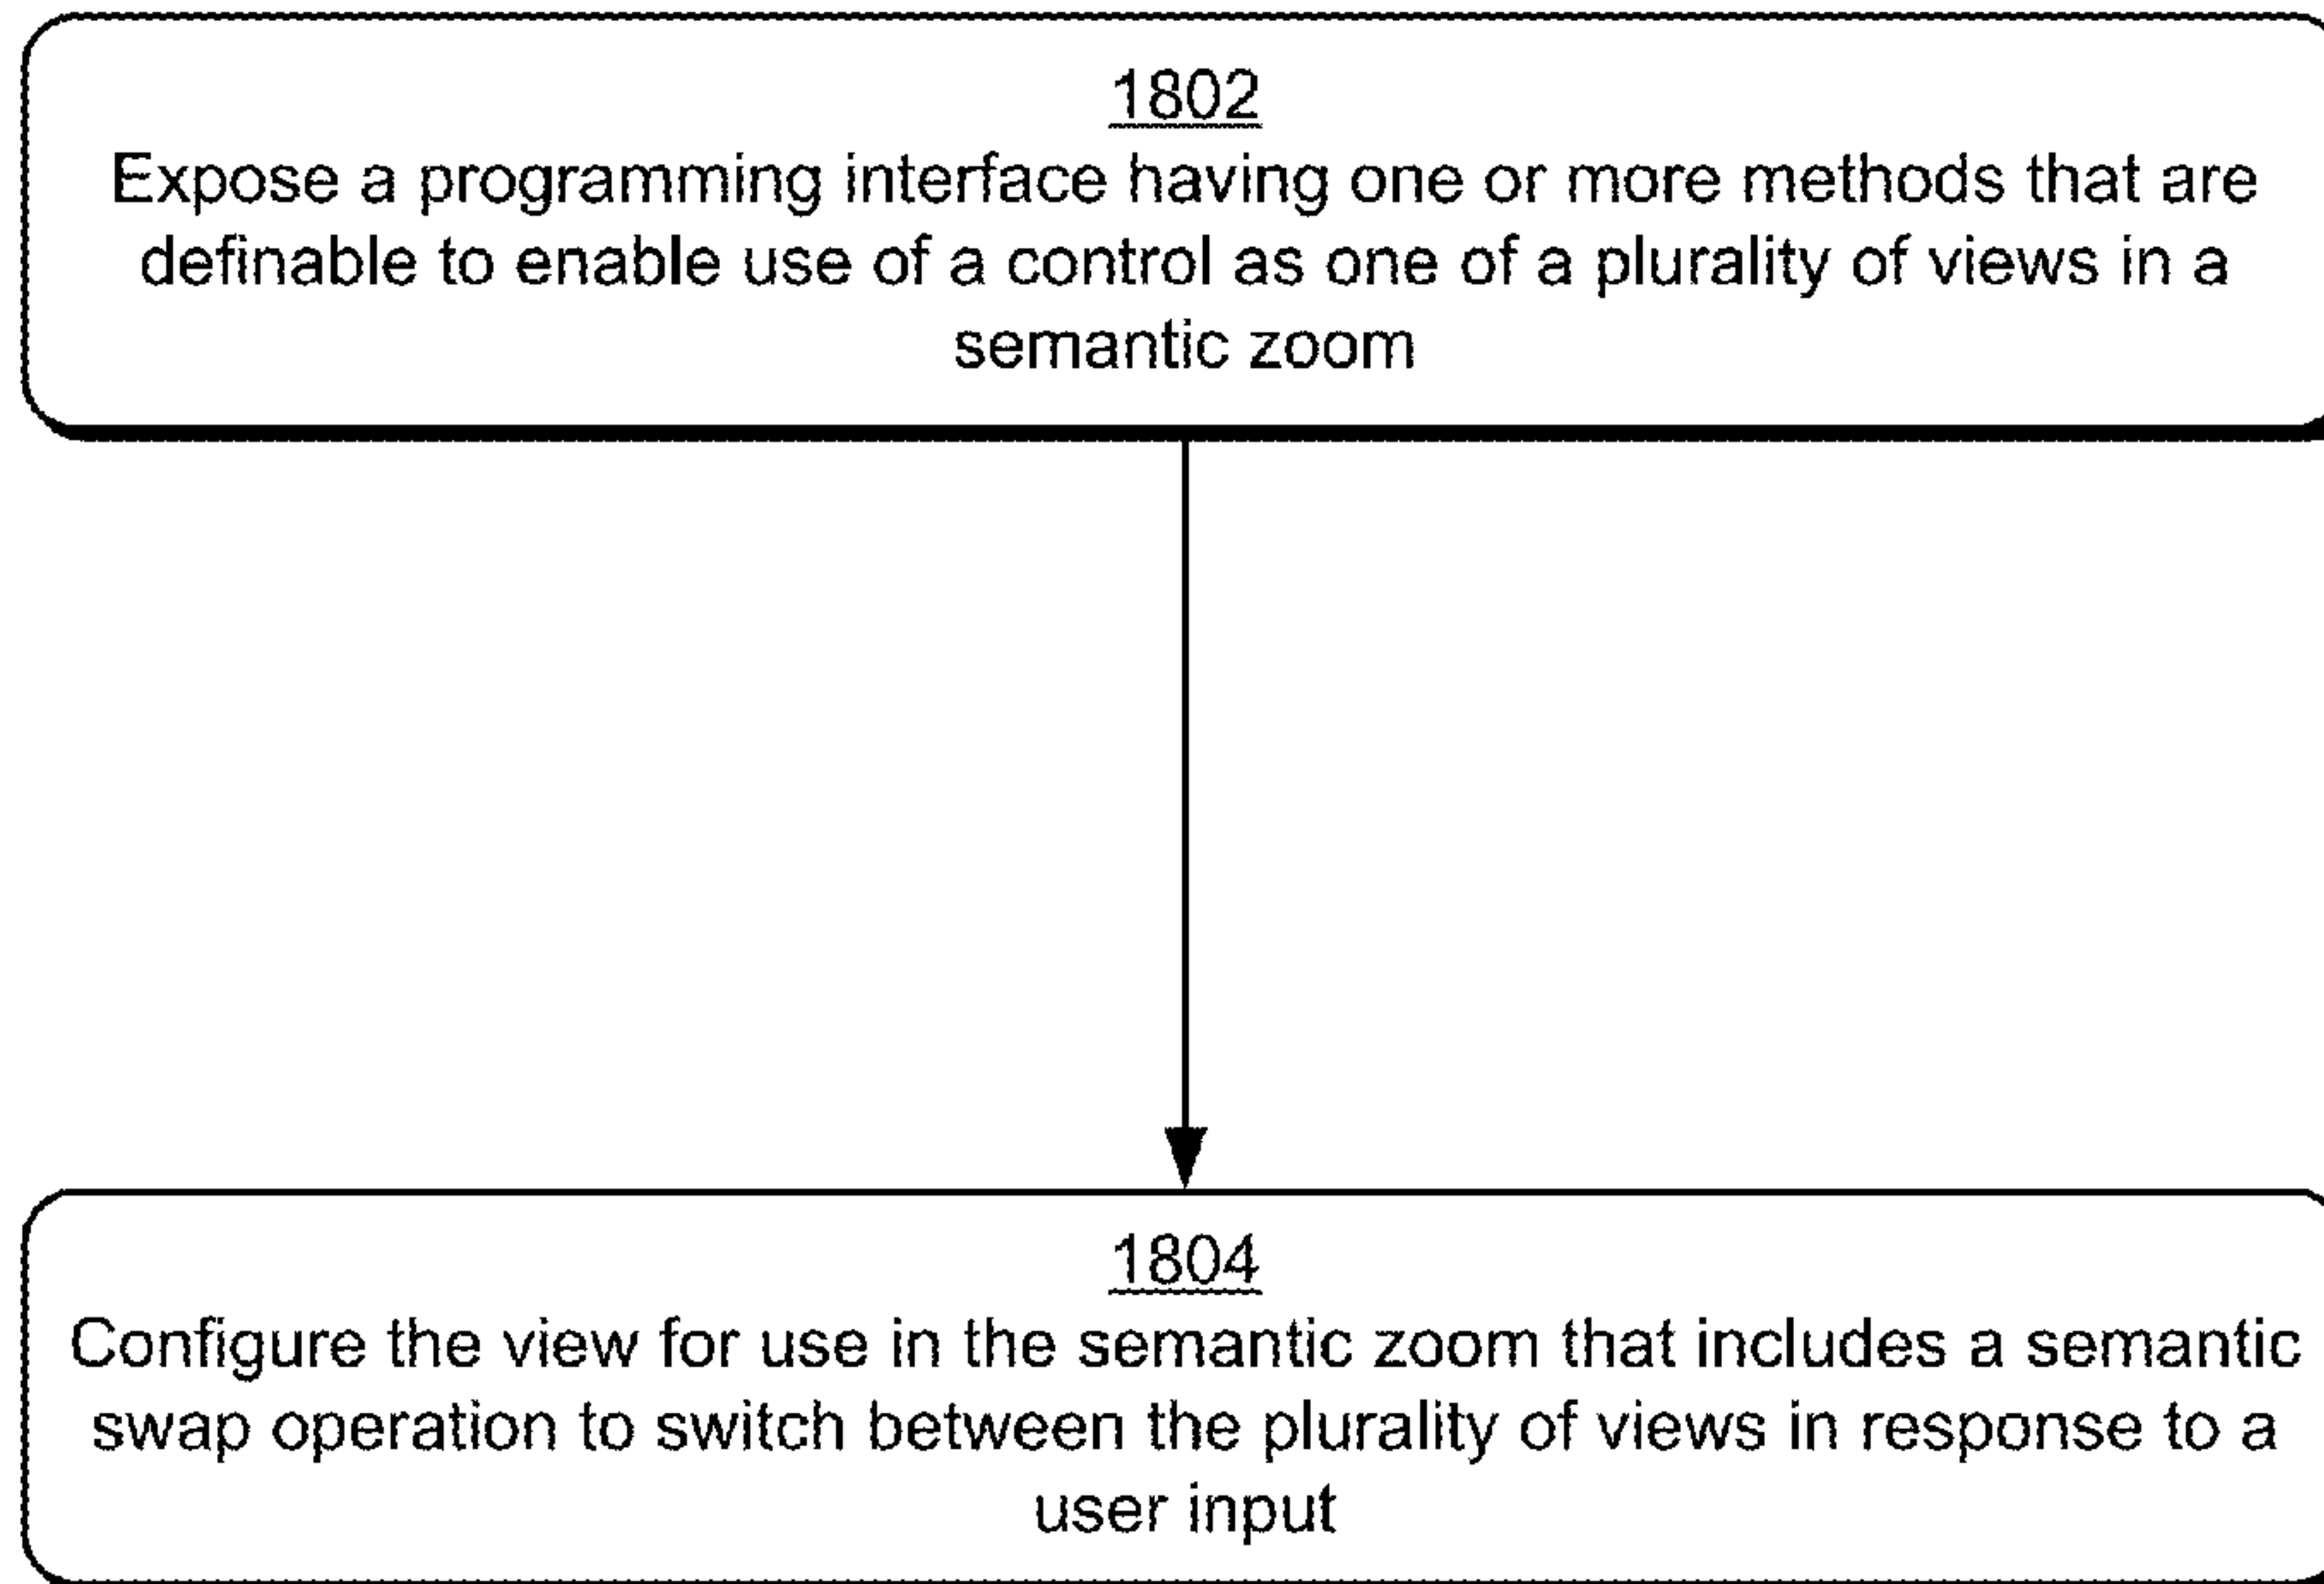 1802
Expose a programming interface having one or more methods that are
definable to enable use of a control as one of a plurality of views in a
semantic zoom
1804
Configure the view for use in the semantic zoom that includes a semantic
swap operation to switch between the plurality of views in response to a
user input